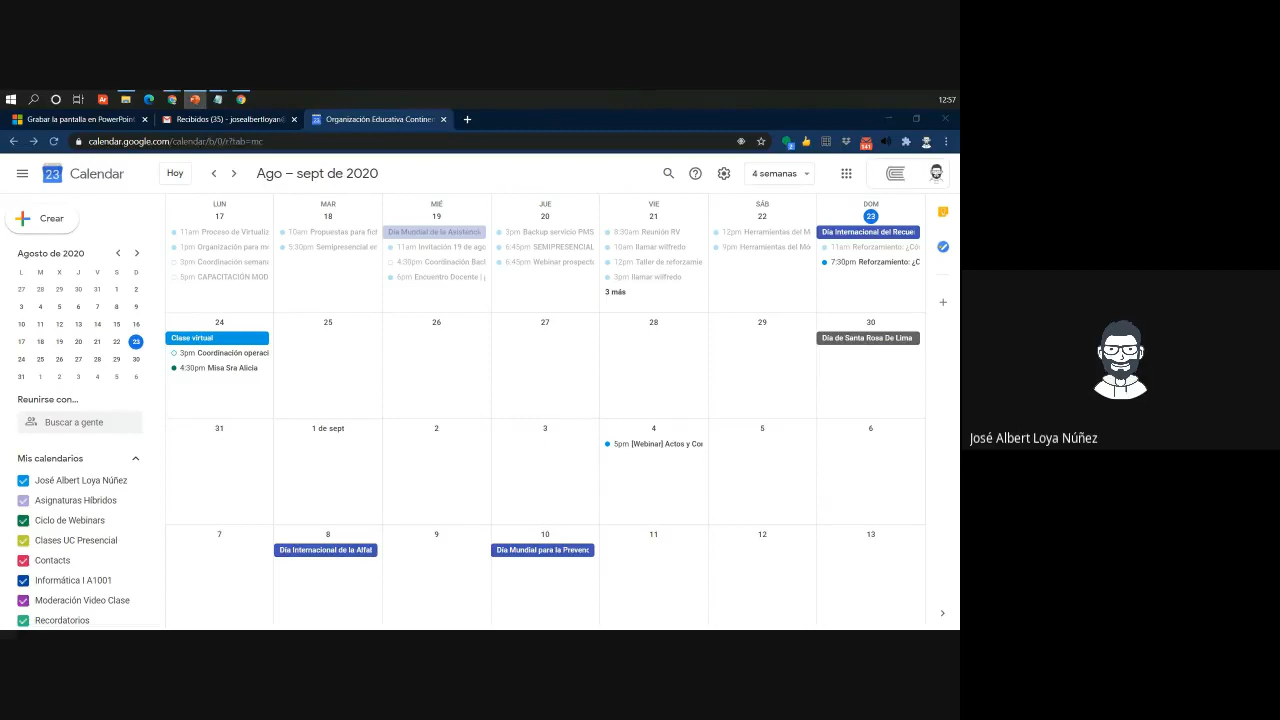 12:57
Grabar la pantalla en PowerPoint
Recibidos (35) - josealbertloyan@
Organización Educativa Continen
calendar.google.com/calendar/b/0/r?tab=mc
2
141
23 Calendar
Hoy
Ago – sept de 2020
4 semanas
Crear
Agosto de 2020
L M X J V S D
27 28 29 30 31 1 2
3 4 5 6 7 8 9
10 11 12 13 14 15 16
17 18 19 20 21 22 23
24 25 26 27 28 29 30
31 1 2 3 4 5 6
Reunirse con...
Buscar a gente
Mis calendarios
José Albert Loya Núñez
Asignaturas Híbridos
Ciclo de Webinars
Clases UC Presencial
Contacts
Informática I A1001
Moderación Video Clase
Recordatorios
LUN MAR MIÉ JUE VIE SÁB DOM
17
11am Proceso de Virtualiz
1pm Organización para m
3pm Coordinación seman
5pm CAPACITACIÓN MOD
18
10am Propuestas para fict
5:30pm Semipresencial en
19
Día Mundial de la Asistencia
11am Invitación 19 de ago
4:30pm Coordinación Bacl
6pm Encuentro Docente | ¿
20
3pm Backup servicio PMS
6:45pm SEMIPRESENCIAL
6:45pm Webinar prospect
21
8:30am Reunión RV
10am llamar wilfredo
12pm Taller de reforzamie
3pm llamar wilfredo
3 más
22
12pm Herramientas del M
9pm Herramientas del Mó
23
Día Internacional del Recue
11am Reforzamiento: ¿Có
7:30pm Reforzamiento: ¿C
24
Clase virtual
3pm Coordinación operaci
4:30pm Misa Sra Alicia
25
26
27
28
29
30
Día de Santa Rosa De Lima
31
1 de sept
2
3
4
5pm [Webinar] Actos y Con
5
6
7
8
Día Internacional de la Alfab
9
10
Día Mundial para la Prevenc
11
12
13
José Albert Loya Núñez